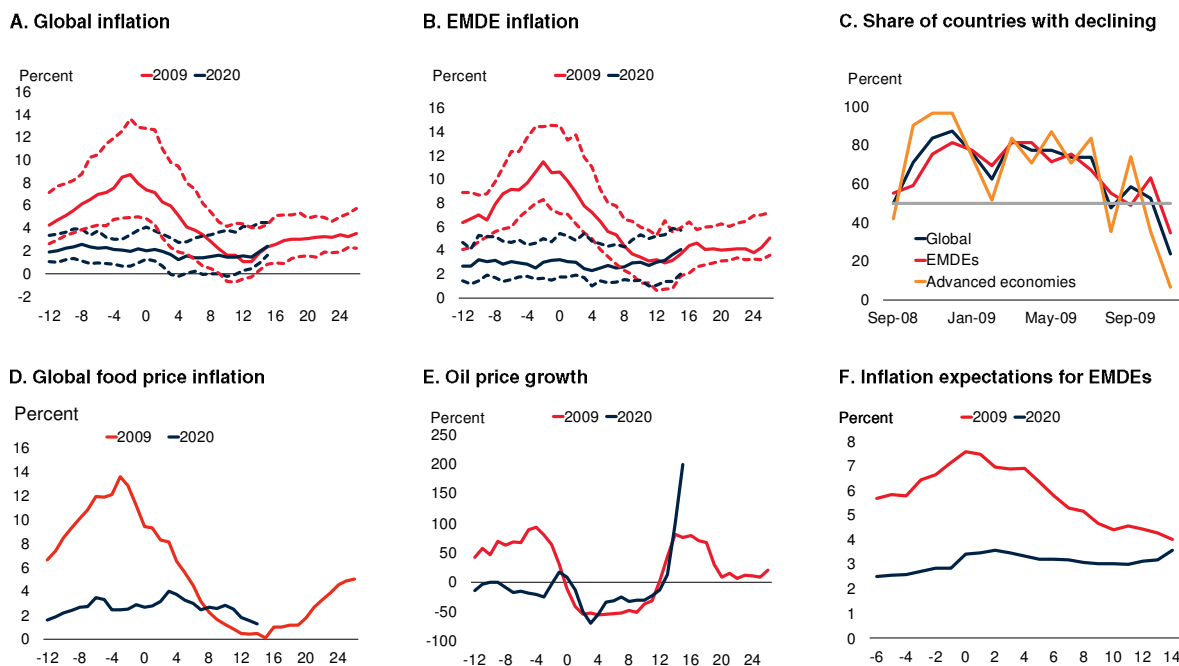 A. Global inflation
Percent
2009 2020
16
14
12
10
8
6
4
2
0
-2
-12 -8 -4 0 4 8 12 16 20 24
B. EMDE inflation
Percent
2009 2020
16
14
12
10
8
6
4
2
0
-12 -8 -4 0 4 8 12 16 20 24
C. Share of countries with declining
Percent
100
80
60
40
20
0
Global
EMDEs
Advanced economies
Sep-08 Jan-09 May-09 Sep-09
D. Global food price inflation
Percent
2009 2020
16
14
12
10
8
6
4
2
0
-12 -8 -4 0 4 8 12 16 20 24
E. Oil price growth
Percent
2009 2020
250
200
150
100
50
0
-50
-100
-12 -8 -4 0 4 8 12 16 20 24
F. Inflation expectations for EMDEs
Percent
2009 2020
8
7
6
5
4
3
2
1
0
-6 -4 -2 0 2 4 6 8 10 12 14